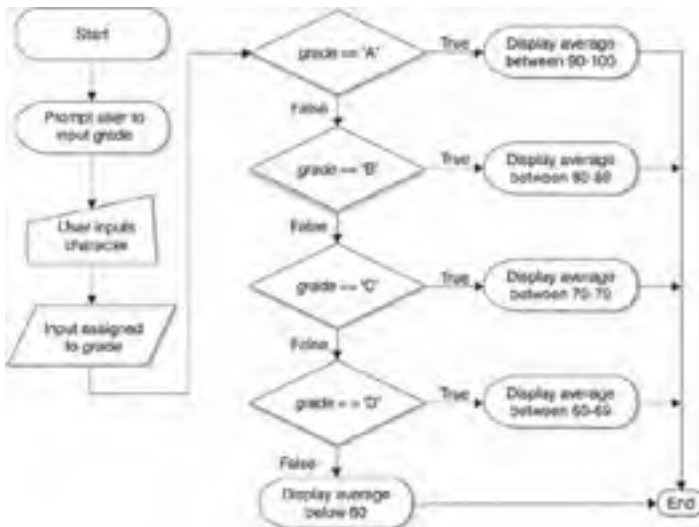 Start
Prompt user to
input grade
User inputs
character
Input assigned
to grade
grade == 'A'
True
Display average
between 90-100
False
grade == 'B'
True
Display average
between 80-89
False
grade == 'C'
True
Display average
between 70-79
False
grade == 'D'
True
Display average
between 60-69
False
Display average
below 60
End